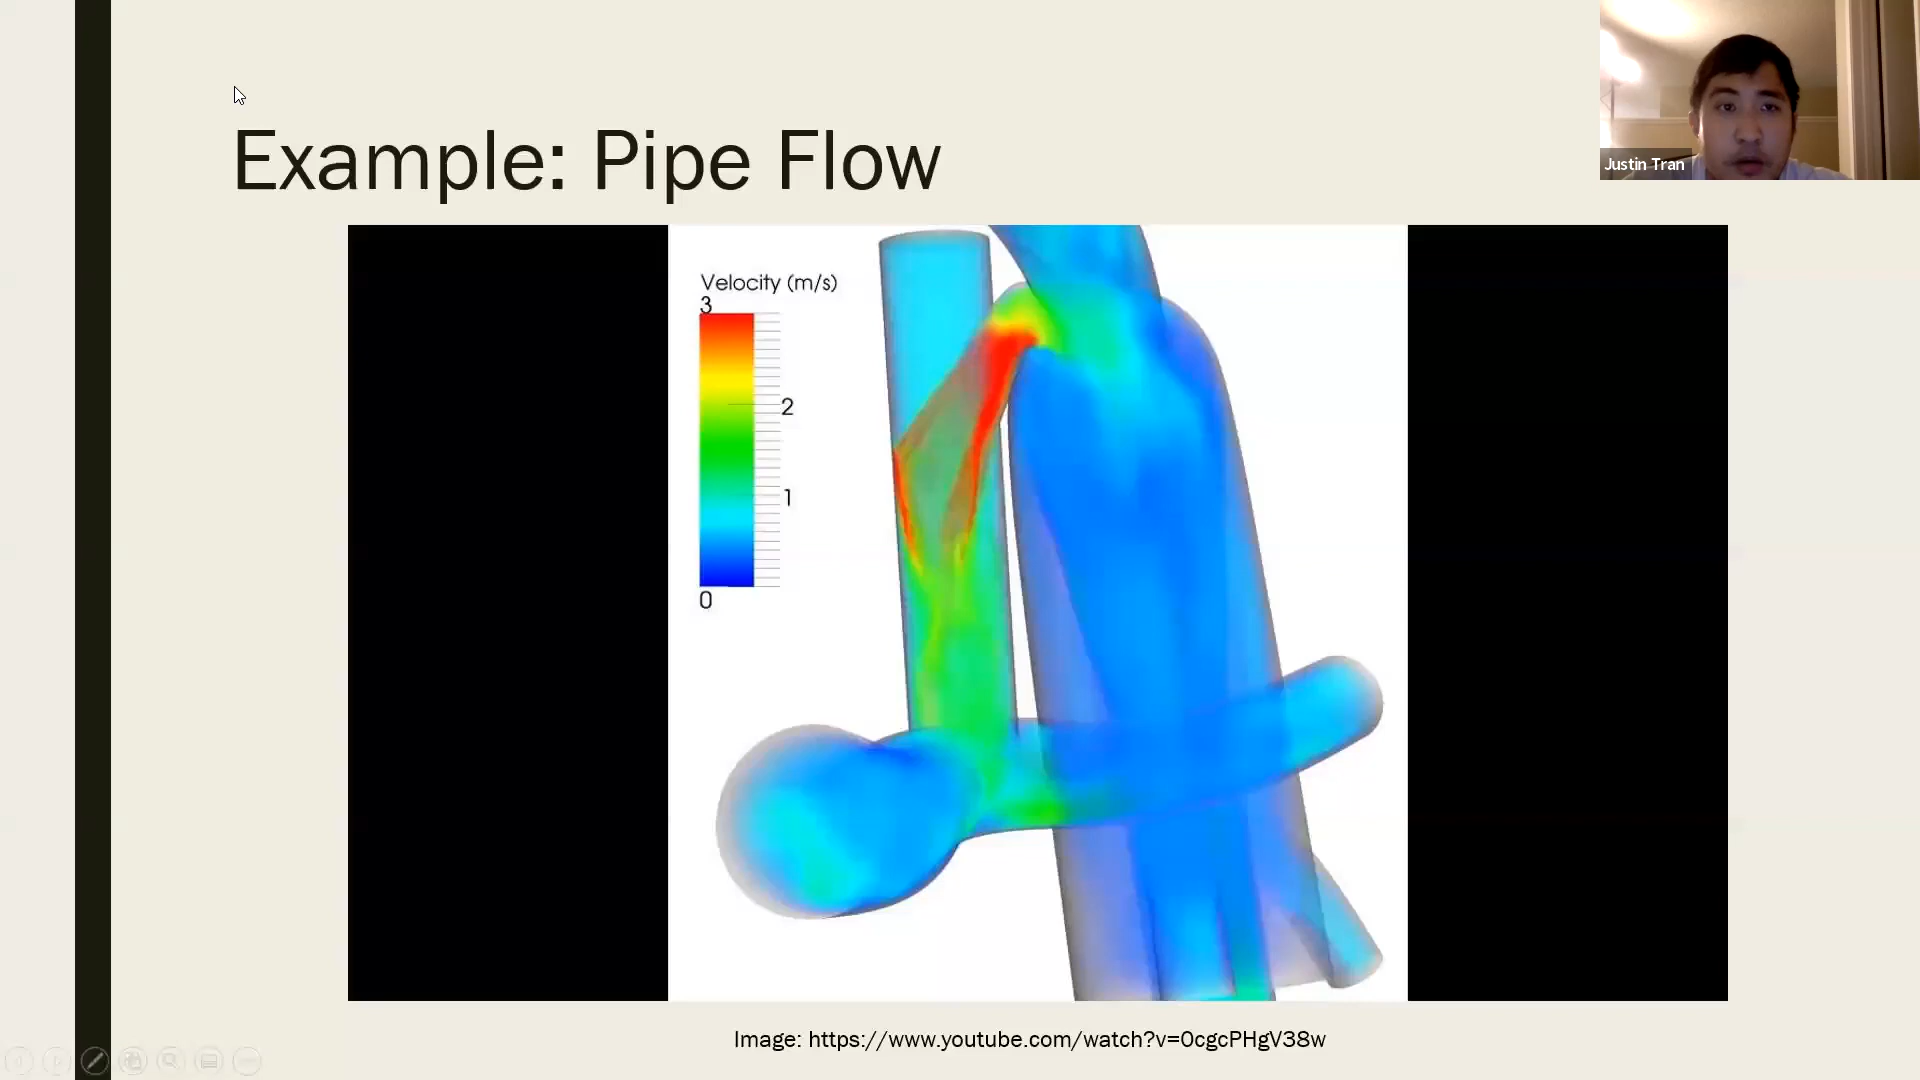 Justin Tran
Example: Pipe Flow
Velocity (m/s)
3
2
1
0
Image: https://www.youtube.com/watch?v=0cgcPHgV38w